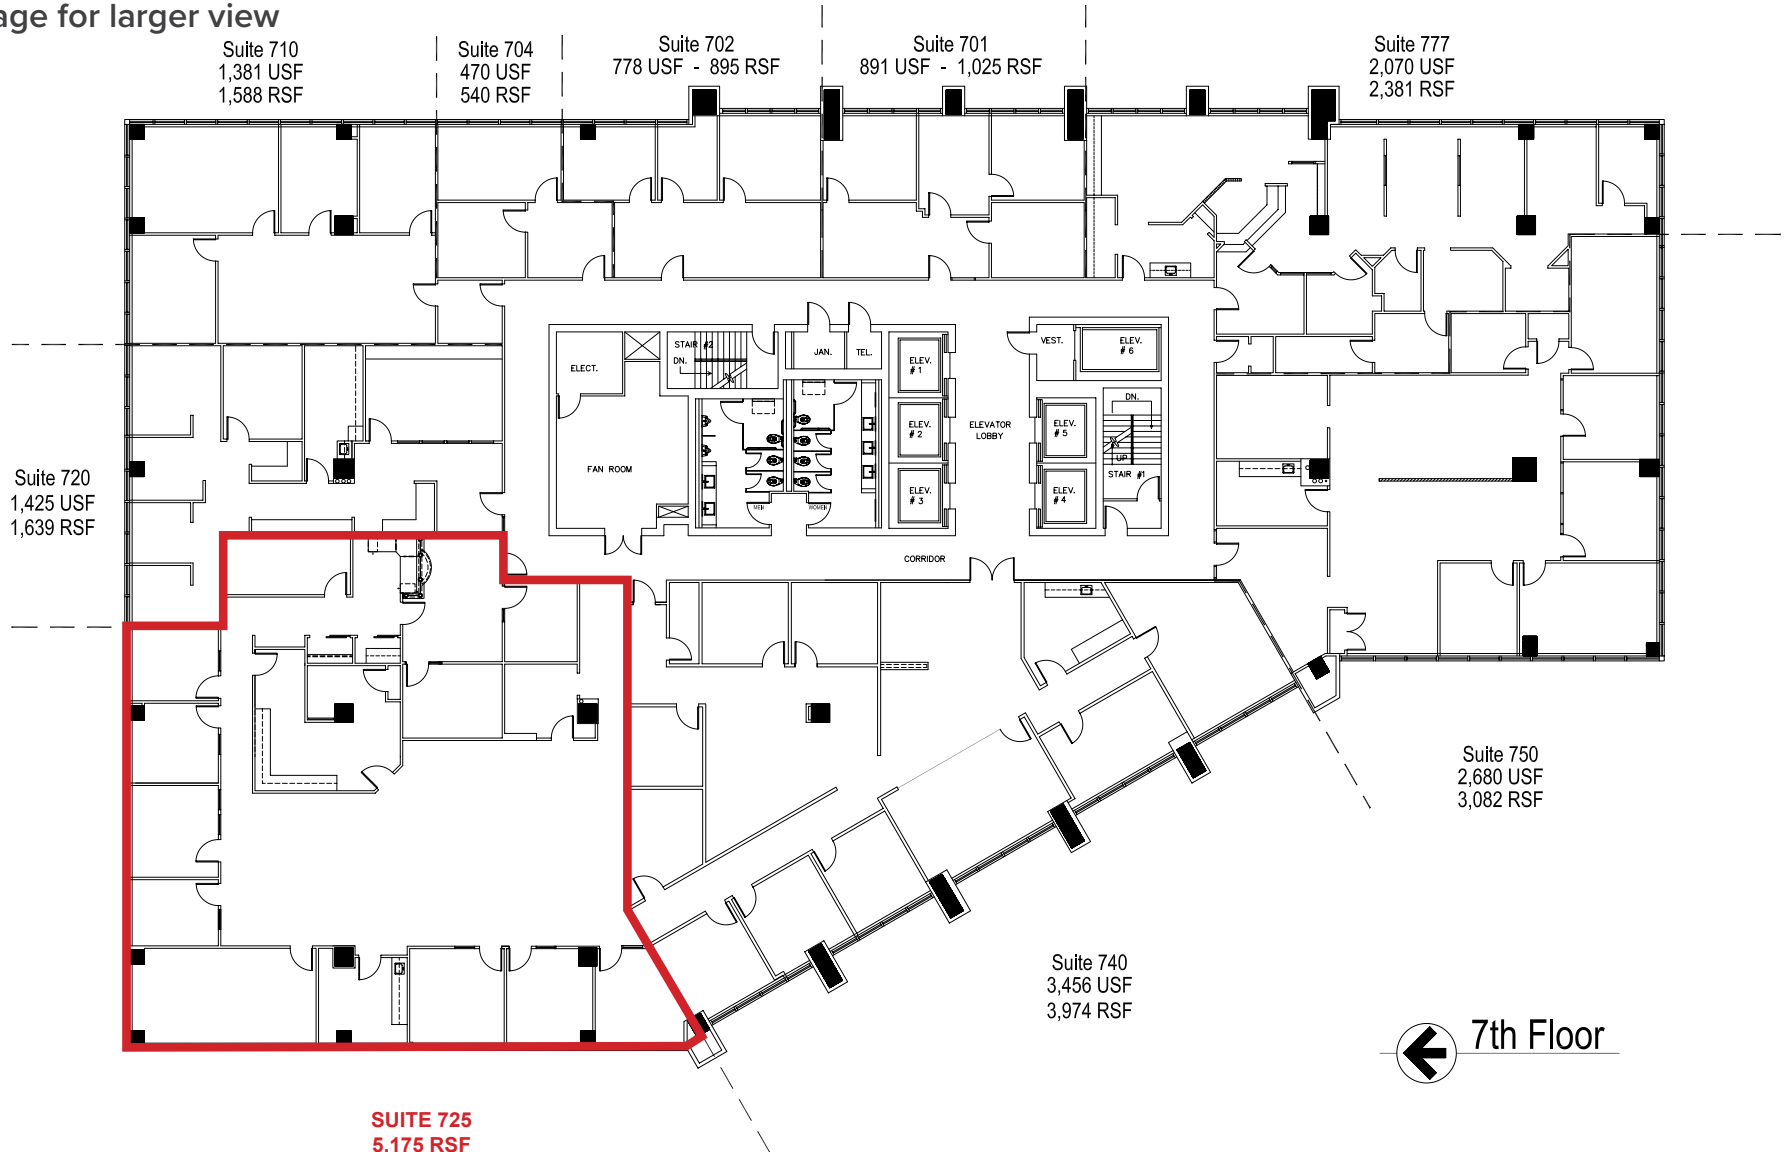 age for larger view
Suite 710
1,381 USF
1,588 RSF
Suite 704
470 USF
540 RSF
Suite 702
778 USF - 895 RSF
Suite 701
891 USF - 1,025 RSF
Suite 777
2,070 USF
2,381 RSF
STAIR #2
DN.
ELECT.
JAN.
TEL.
ELEV.
# 1
VEST.
ELEV.
# 6
DN.
ELEV.
# 2
ELEVATOR
LOBBY
ELEV.
# 5
UP
STAIR #1
FAN ROOM
ELEV.
# 3
ELEV.
# 4
MEN
WOMEN
CORRIDOR
Suite 720
1,425 USF
1,639 RSF
Suite 750
2,680 USF
3,082 RSF
Suite 740
3,456 USF
3,974 RSF
7th Floor
SUITE 725
5,175 RSF